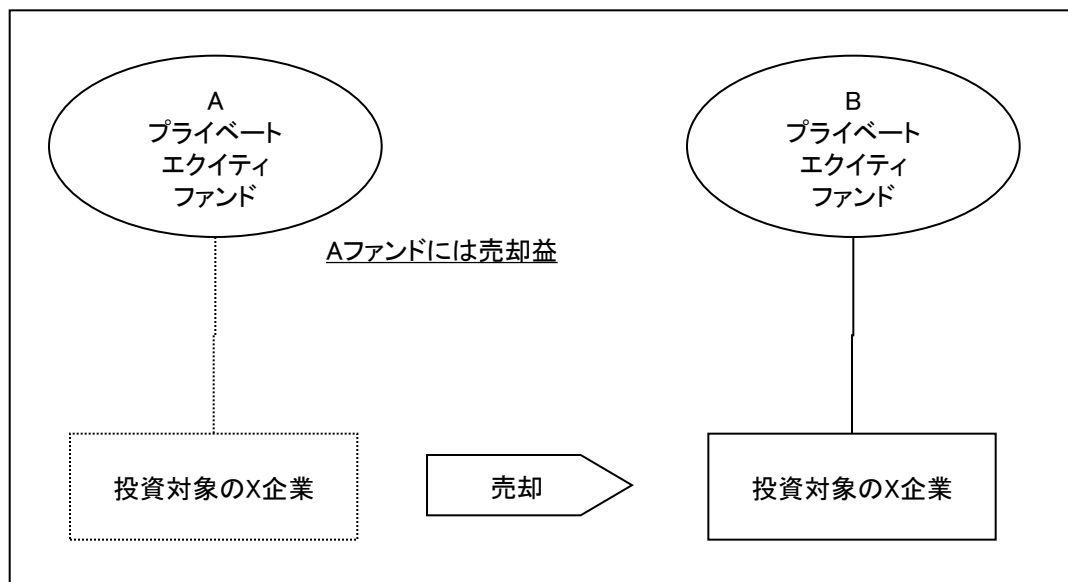 A
プライベート
エクイティ
ファンド
B
プライベート
エクイティ
ファンド
Aファンドには売却益
投資対象のX企業
売却
投資対象のX企業